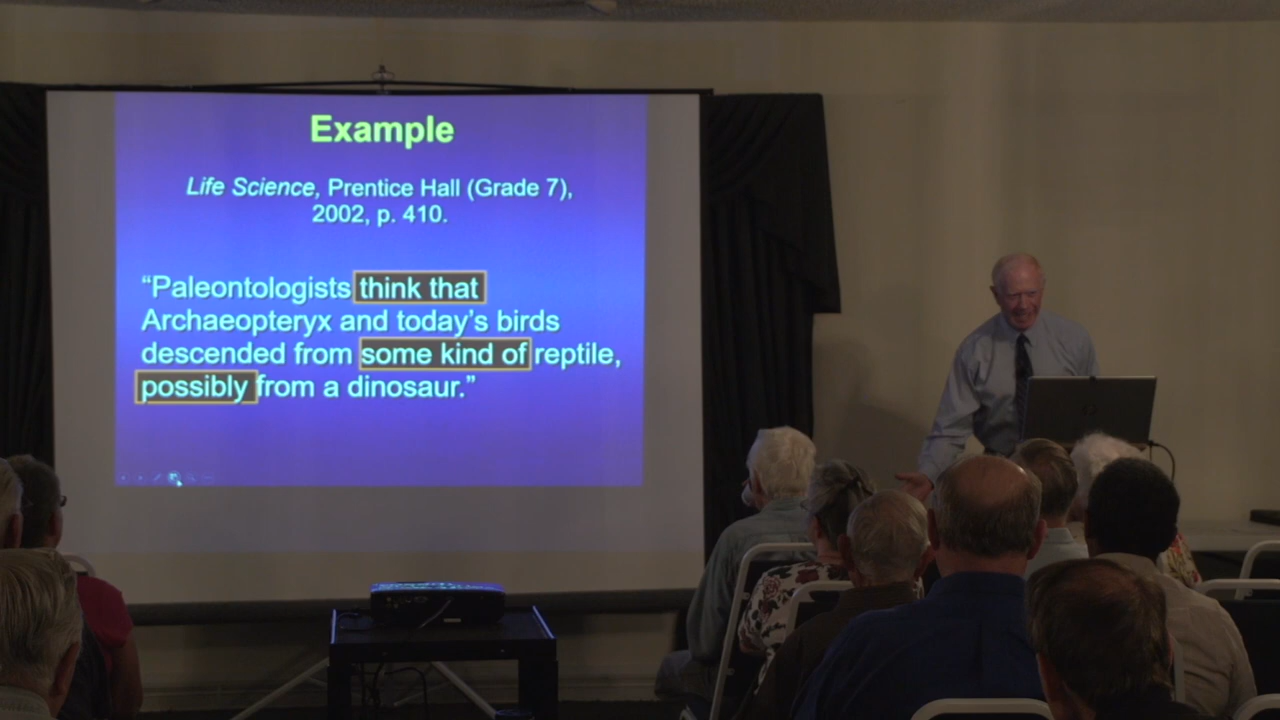 Example
Life Science, Prentice Hall (Grade 7),
2002, p. 410.
“Paleontologists think that
Archaeopteryx and today’s birds
descended from some kind of reptile,
possibly from a dinosaur.”